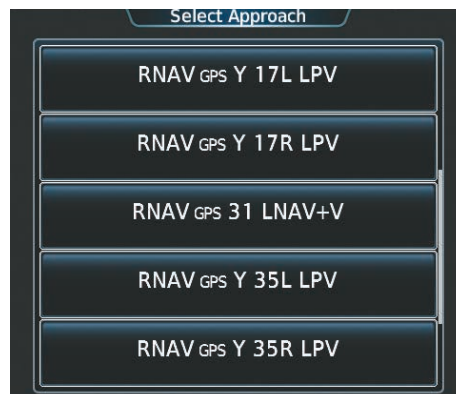 Select Approach
RNAV GPS Y 17L LPV
RNAV GPS Y 17R LPV
RNAV GPS 31 LNAV+V
RNAV GPS Y 35L LPV
RNAV GPS Y 35R LPV